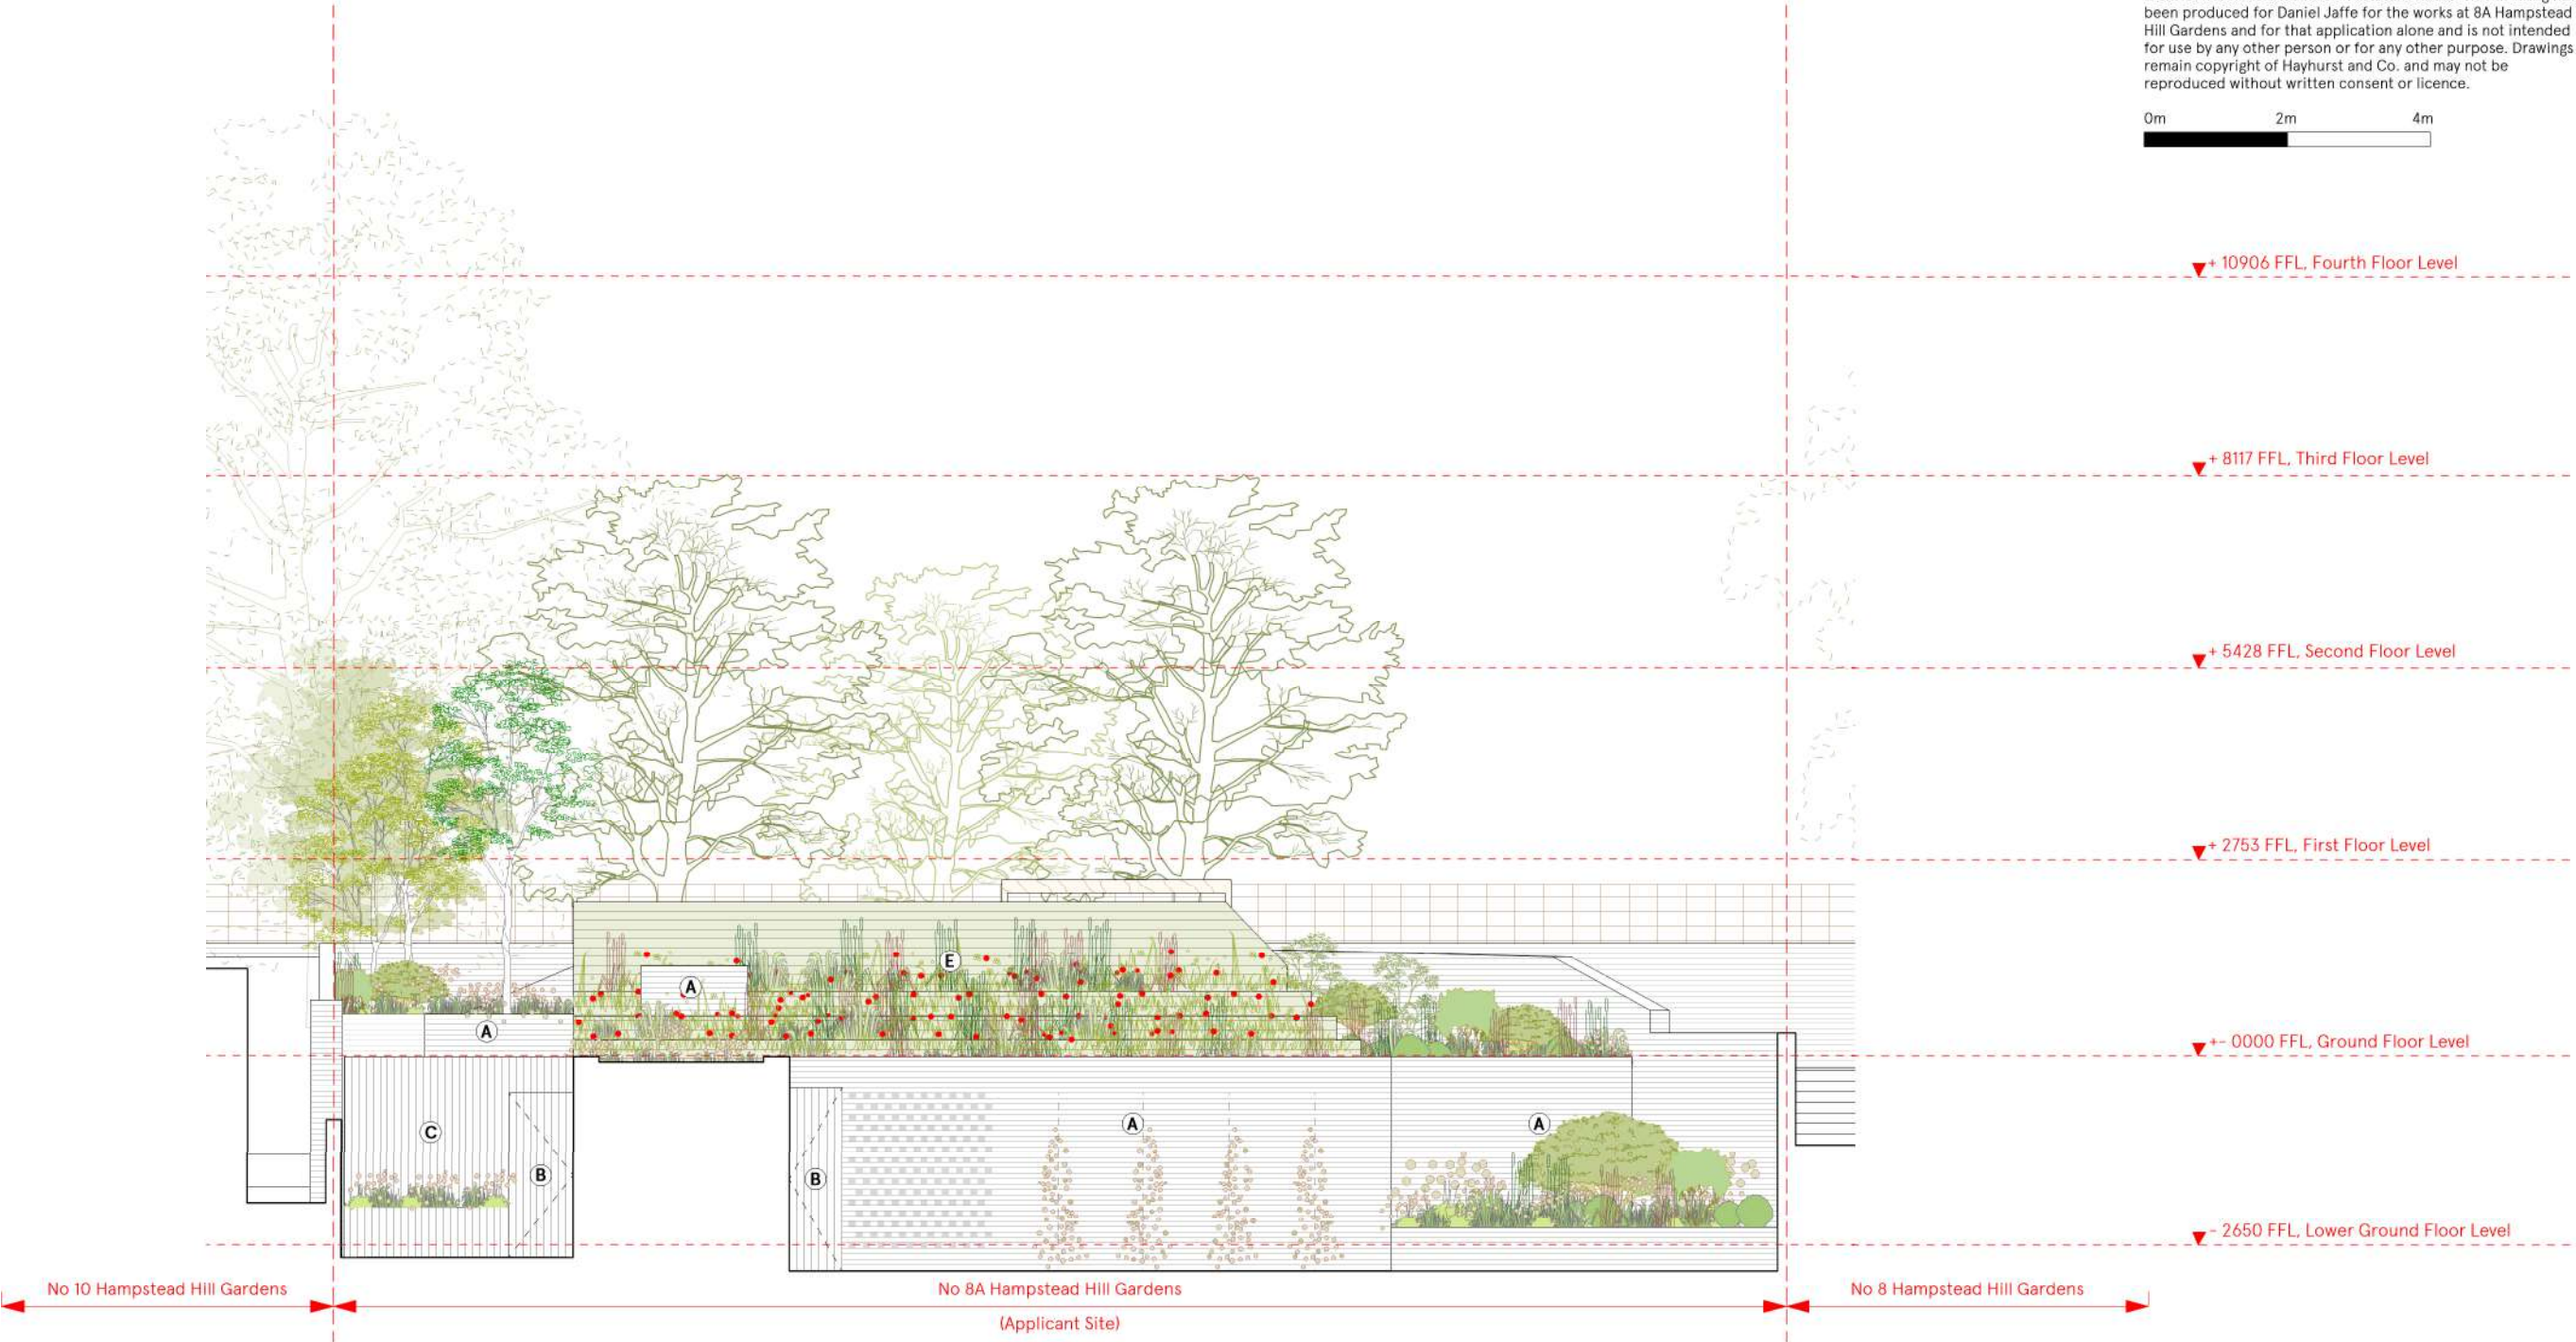 been produced for Daniel Jaffe for the works at 8A Hampstead
Hill Gardens and for that application alone and is not intended
for use by any other person or for any other purpose. Drawings
remain copyright of Hayhurst and Co. and may not be
reproduced without written consent or licence.
0m 2m 4m
+ 10906 FFL, Fourth Floor Level
+ 8117 FFL, Third Floor Level
+ 5428 FFL, Second Floor Level
+ 2753 FFL, First Floor Level
E
A
A
+- 0000 FFL, Ground Floor Level
A
A
C
B
B
- 2650 FFL, Lower Ground Floor Level
No 10 Hampstead Hill Gardens
No 8A Hampstead Hill Gardens
No 8 Hampstead Hill Gardens
(Applicant Site)